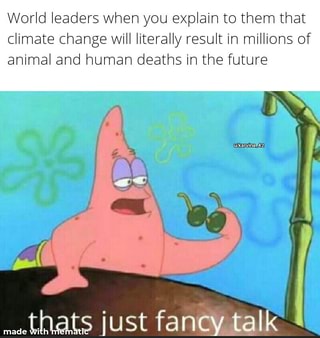 World leaders when you explain to them that
climate change will literally result in millions of
animal and human deaths in the future
thats just fancy talk
made with mematic